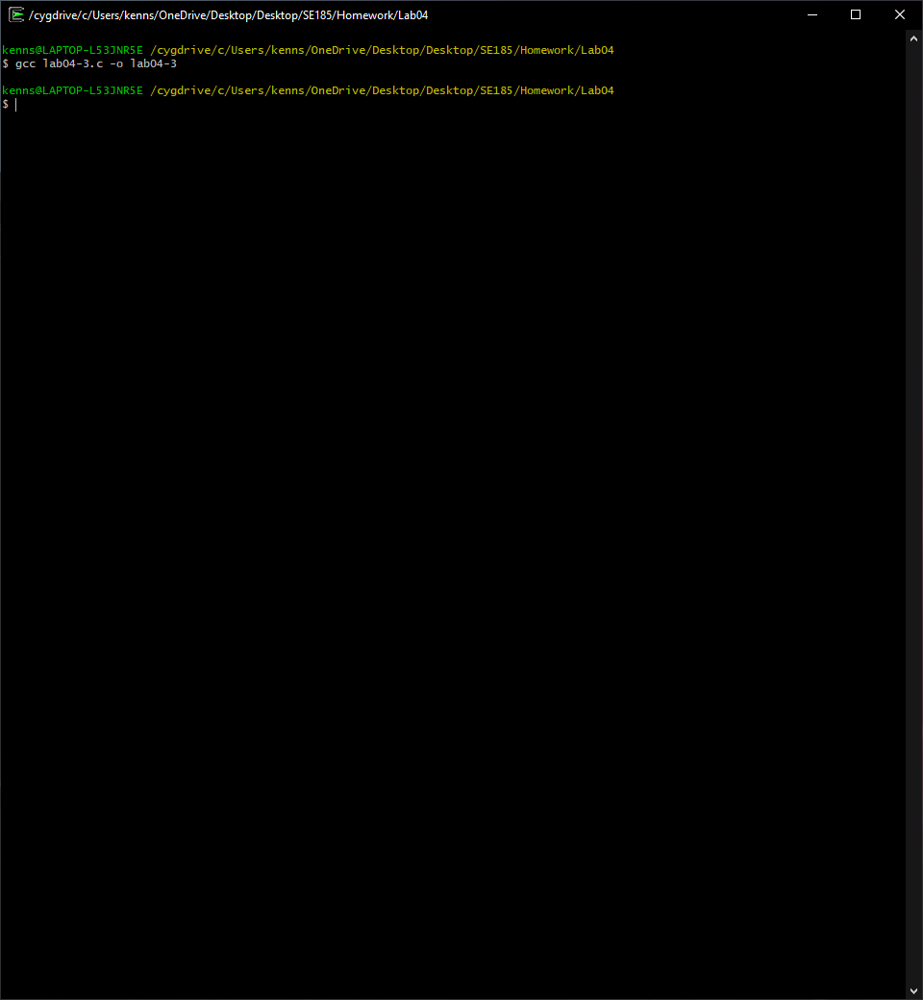 /cygdrive/c/Users/kenns/OneDrive/Desktop/Desktop/SE185/Homework/Lab04
kenns@LAPTOP-L53JNR5E /cygdrive/c/Users/kenns/OneDrive/Desktop/Desktop/SE185/Homework/Lab04
$ gcc lab04-3.c -o lab04-3
kenns@LAPTOP-L53JNR5E /cygdrive/c/Users/kenns/OneDrive/Desktop/Desktop/SE185/Homework/Lab04
$